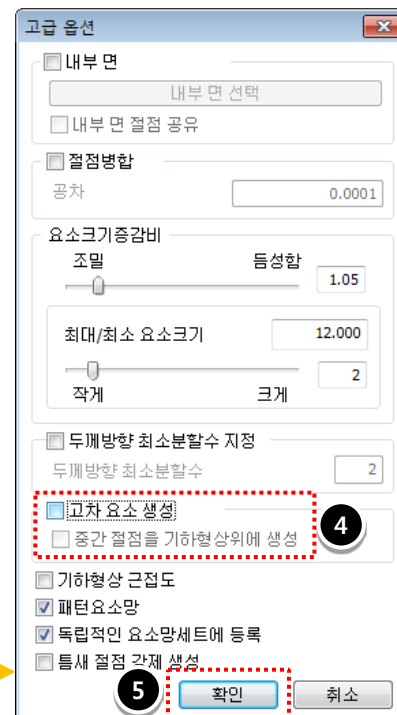 고급 옵션
내부 면
내부 면 선택
내부 면 절점 공유
절점병합
공차 0.0001
요소크기증감비
조밀 듬성함
1.05
최대/최소 요소크기 12.000
2
작게 크게
두께방향 최소분할수 지정
두께방향 최소분할수 2
고차 요소 생성
4
중간 절점을 기하형상위에 생성
기하형상 근접도
패턴요소망
독립적인 요소망세트에 등록
틈새 절점 강제 생성
5 확인 취소